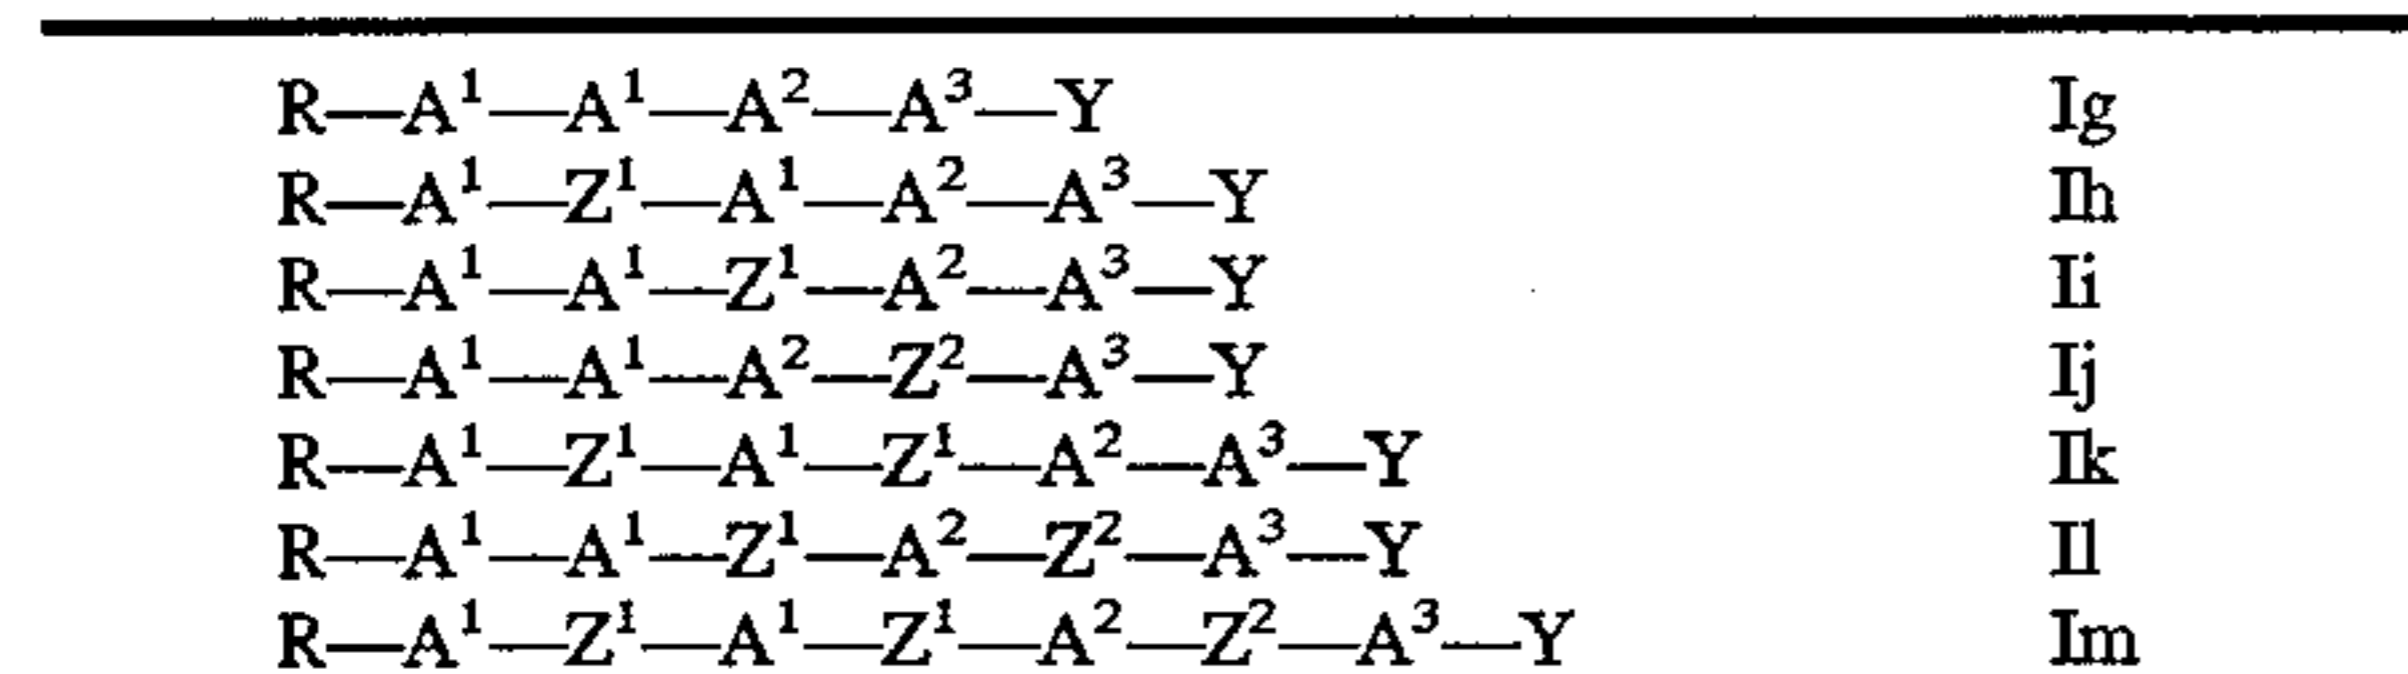 R—A¹—A¹—A²—A³—Y Ig
R—A¹—Z¹—A¹—A²—A³—Y Ih
R—A¹—A¹—Z¹—A²—A³—Y Ii
R—A¹—A¹—A²—Z²—A³—Y Ij
R—A¹—Z¹—A¹—Z¹—A²—A³—Y Ik
R—A¹—A¹—Z¹—A²—Z²—A³—Y Il
R—A¹—Z¹—A¹—Z¹—A²—Z²—A³—Y Im